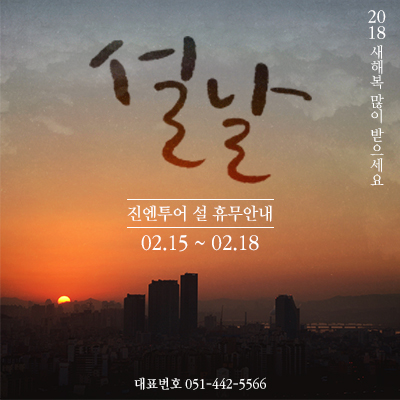 설날
2018 새해복 많이 받으세요
진엔투어 설 휴무안내
02.15 ~ 02.18
대표번호 051-442-5566